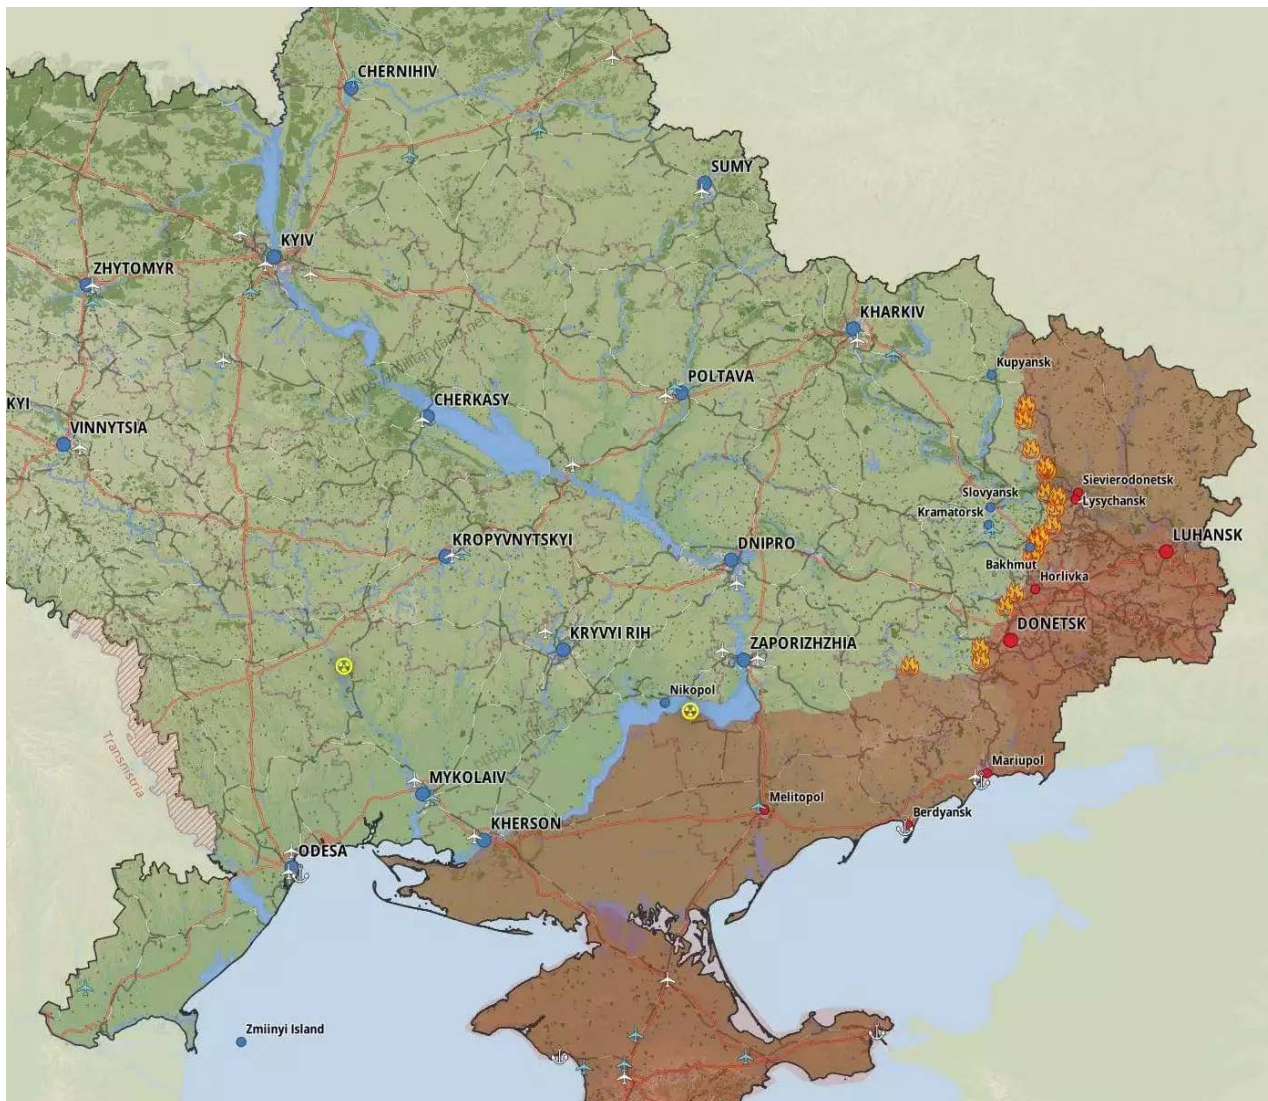 CHERNIHIV
SUMY
KYIV
ZHYTOMYR
KHARKIV
Kupyansk
POLTAVA
CHERKASY
KYI
VINNYTSIA
Sievierodonetsk
Slovyansk
Lysychansk
Kramatorsk
LUHANSK
KROPYVNYTSKYI
DNIPRO
Bakhmut
Horlivka
DONETSK
KRYVYI RIH
ZAPORIZHZHIA
Nikopol
Transnistria
Mariupol
MYKOLAIV
Melitopol
Berdyansk
KHERSON
ODESA
Zmiinyi Island